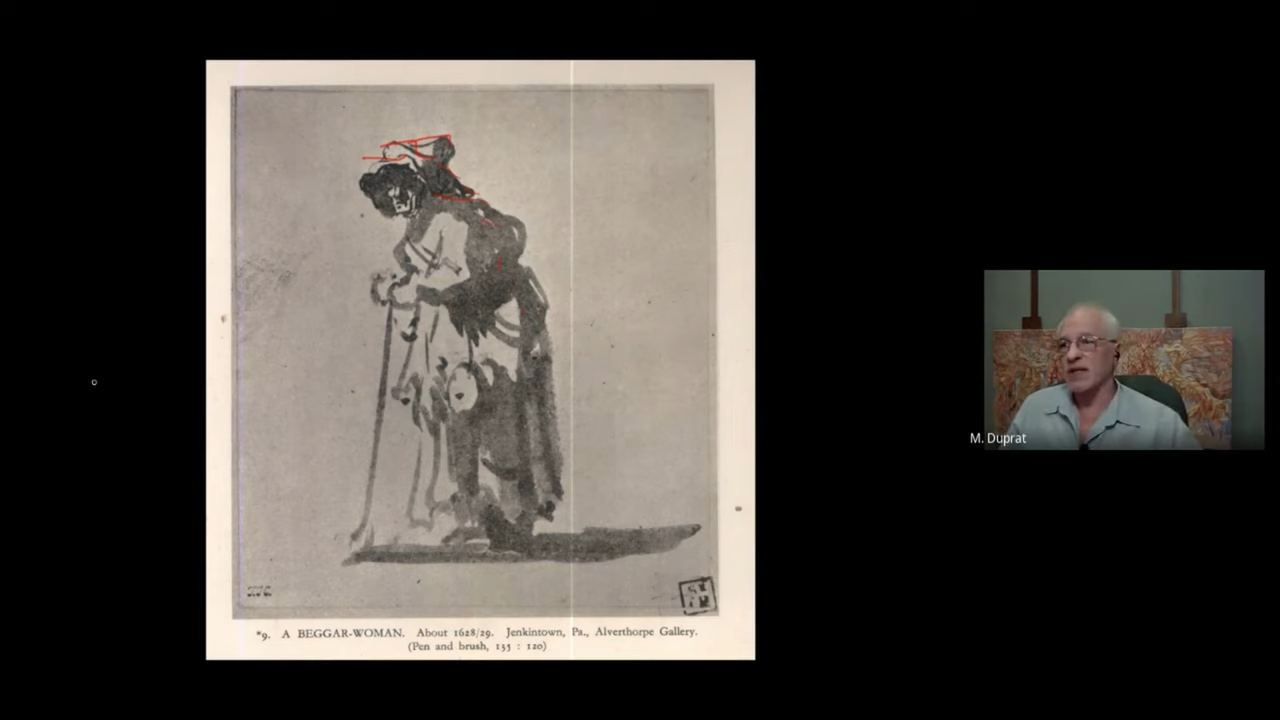 *9. A BEGGAR-WOMAN. About 1628/29. Jenkintown, Pa., Alverthorpe Gallery.
(Pen and brush, 135 : 120)
M. Duprat